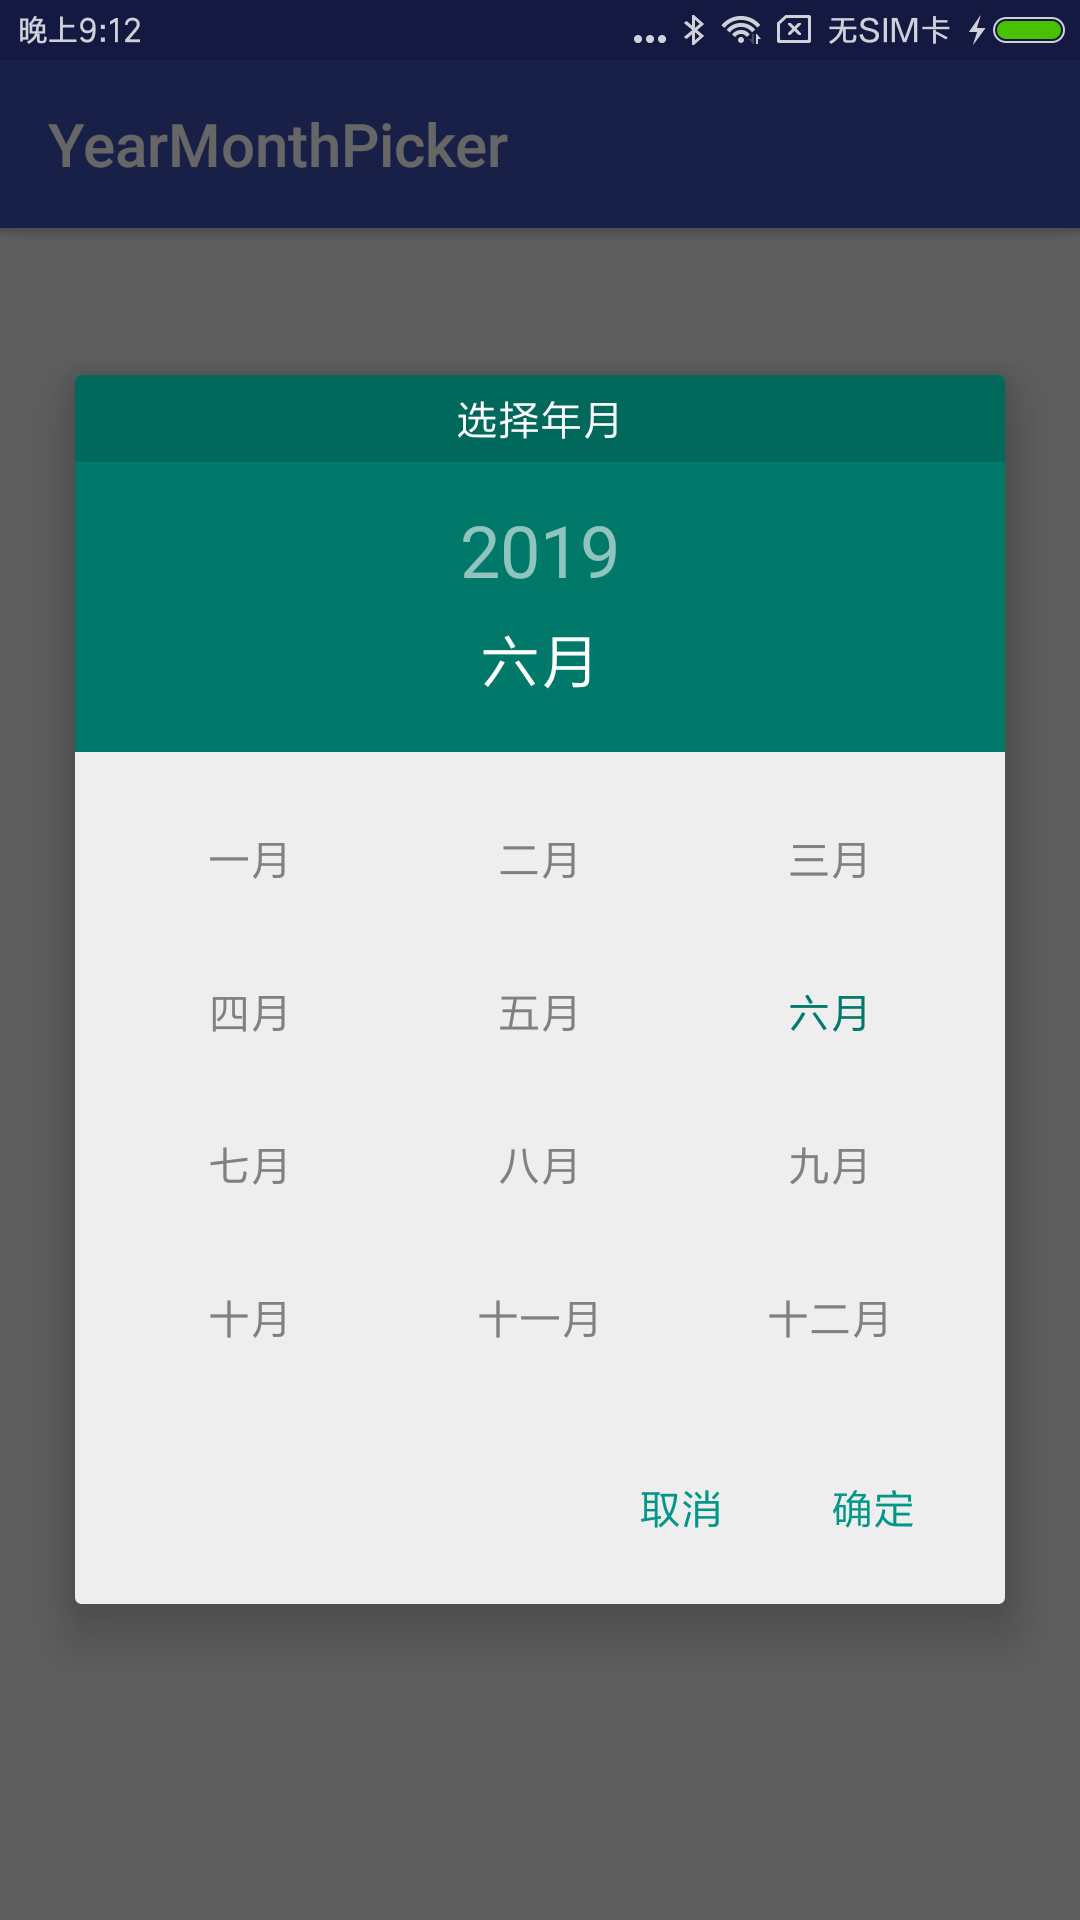 晚上9:12 无SIM卡
YearMonthPicker
选择年月
2019
六月
一月 二月 三月
四月 五月 六月
七月 八月 九月
十月 十一月 十二月
取消 确定